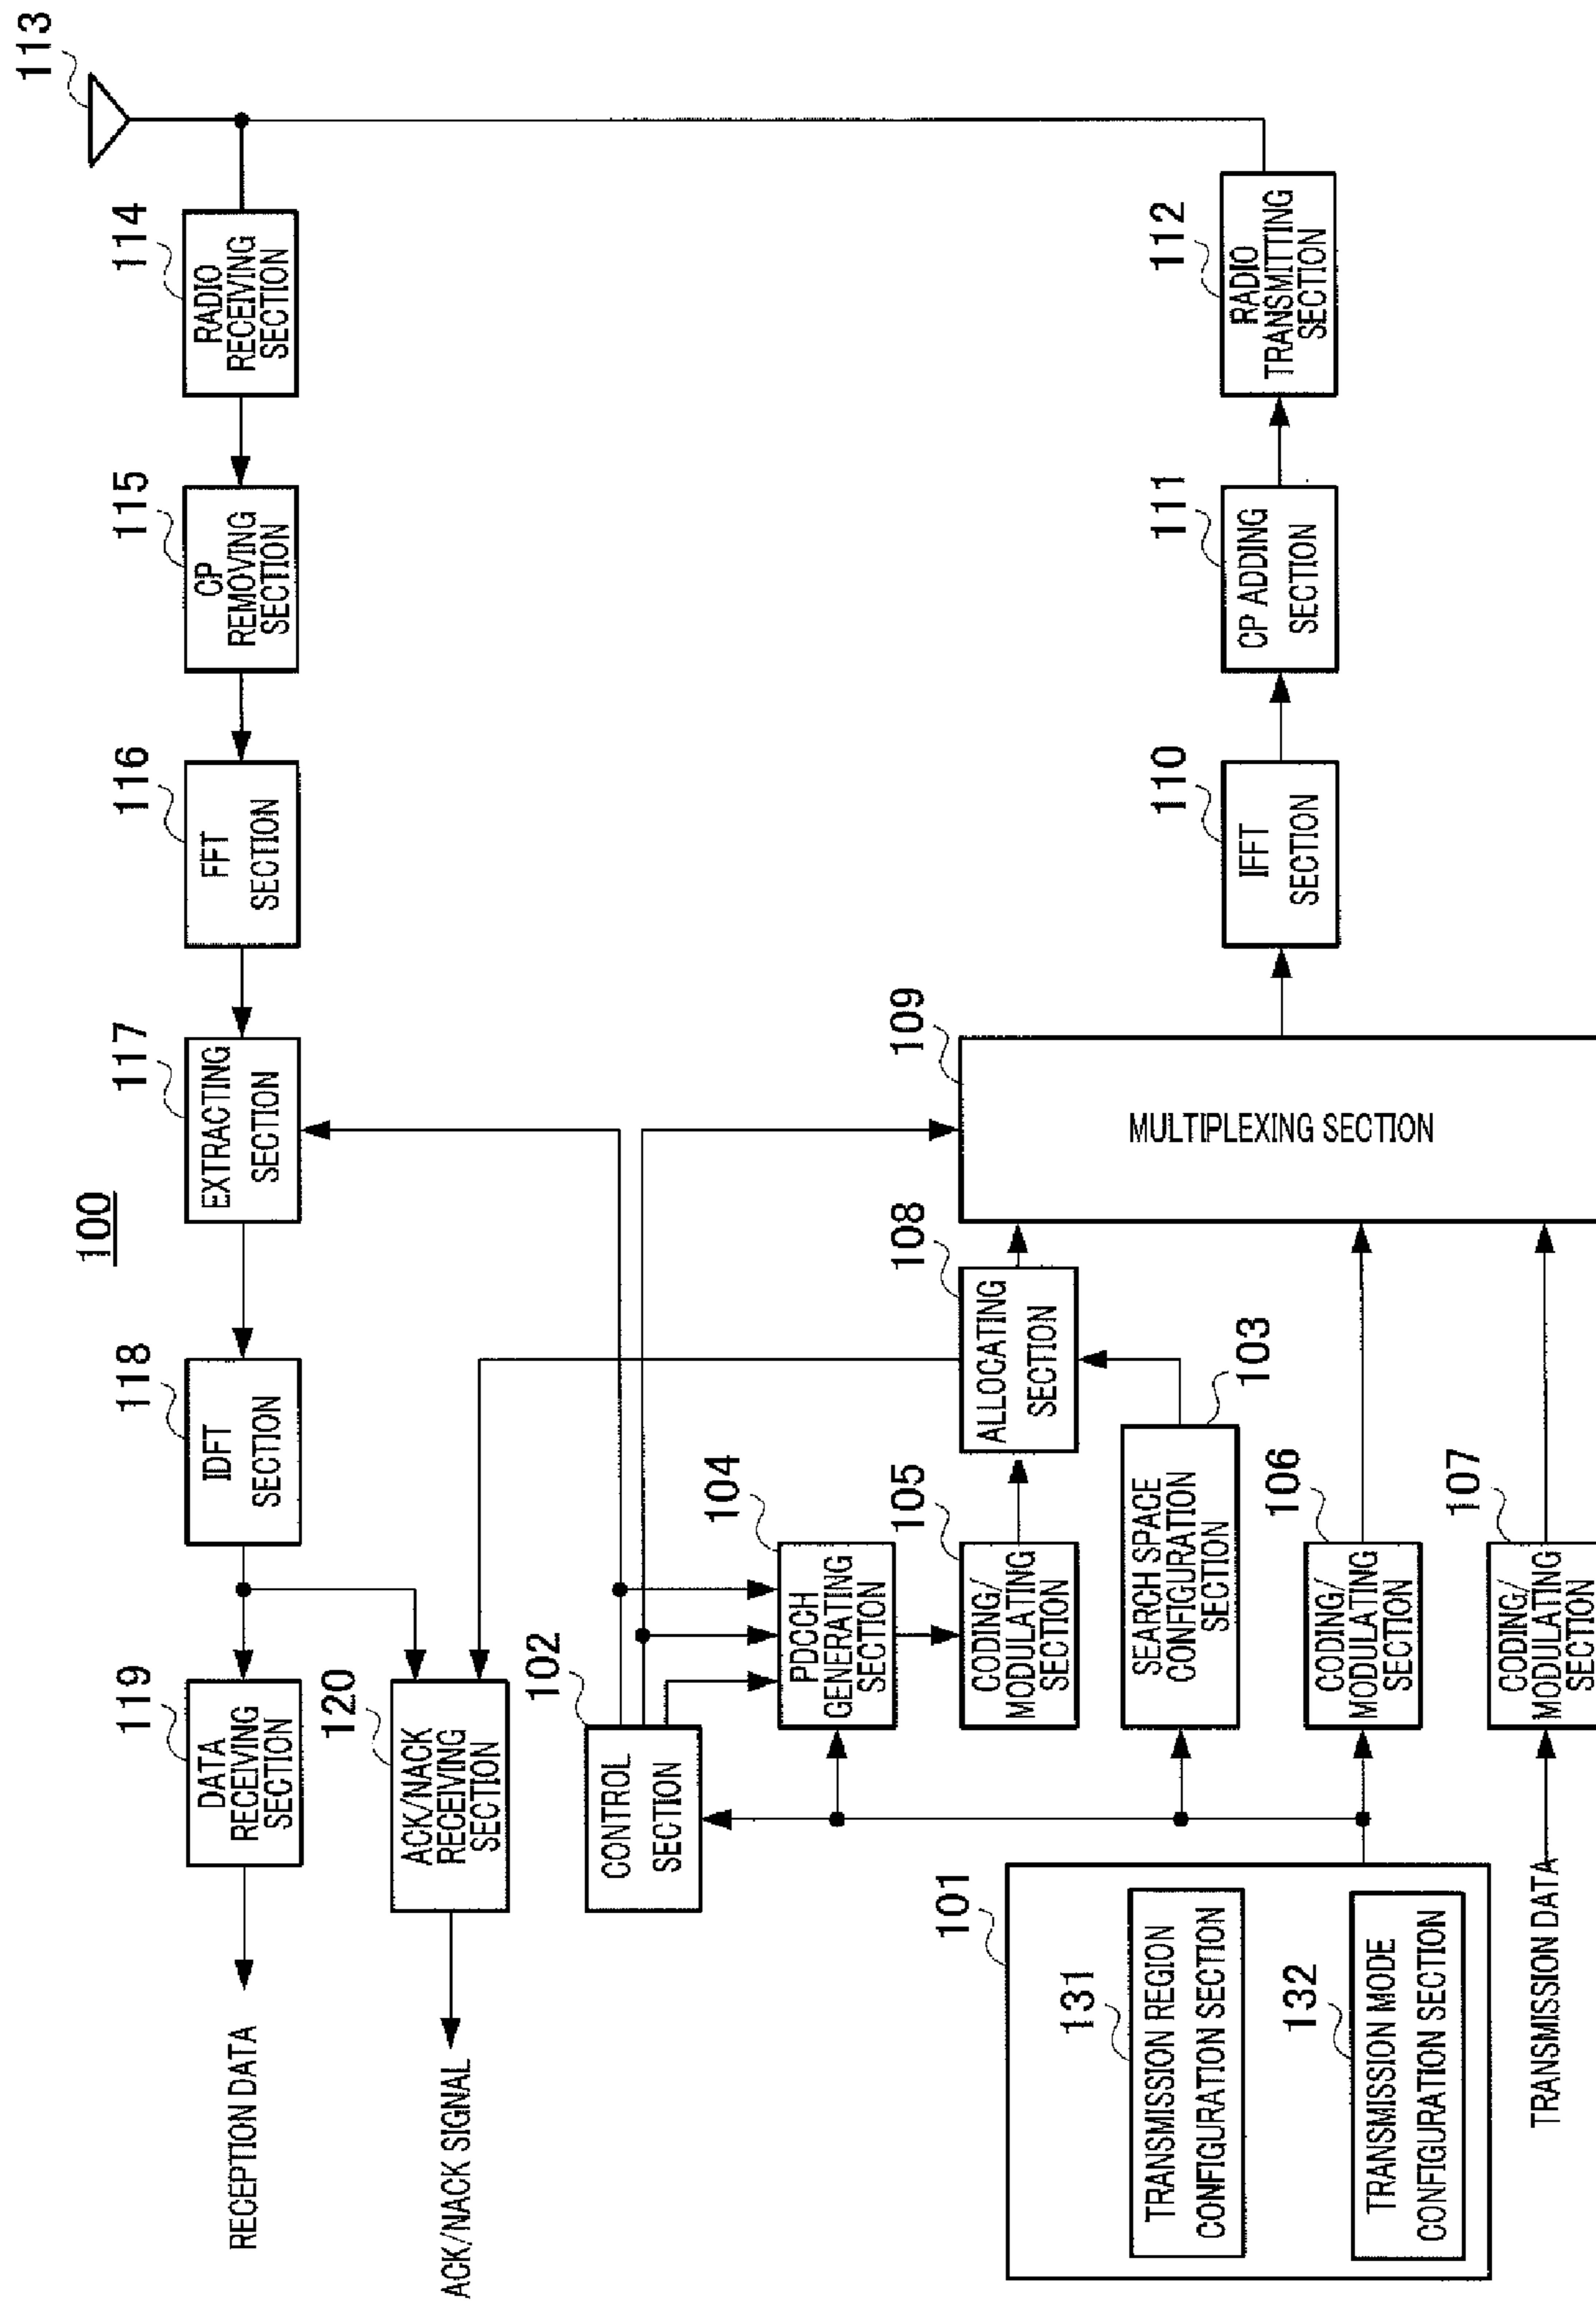 100
113
RADIO
RECEIVING
SECTION
114
CP
REMOVING
SECTION
115
FFT
SECTION
116
EXTRACTING
SECTION
117
IDFT
SECTION
118
DATA
RECEIVING
SECTION
119
RECEPTION DATA
ACK/NACK
RECEIVING
SECTION
120
ACK/NACK SIGNAL
CONTROL
SECTION
102
PDCCH
GENERATING
SECTION
104
CODING/
MODULATING
SECTION
105
ALLOCATING
SECTION
108
SEARCH SPACE
CONFIGURATION
SECTION
103
MULTIPLEXING SECTION
109
IFFT
SECTION
110
CP ADDING
SECTION
111
RADIO
TRANSMITTING
SECTION
112
101
TRANSMISSION REGION
CONFIGURATION SECTION
131
TRANSMISSION MODE
CONFIGURATION SECTION
132
CODING/
MODULATING
SECTION
106
CODING/
MODULATING
SECTION
107
TRANSMISSION DATA